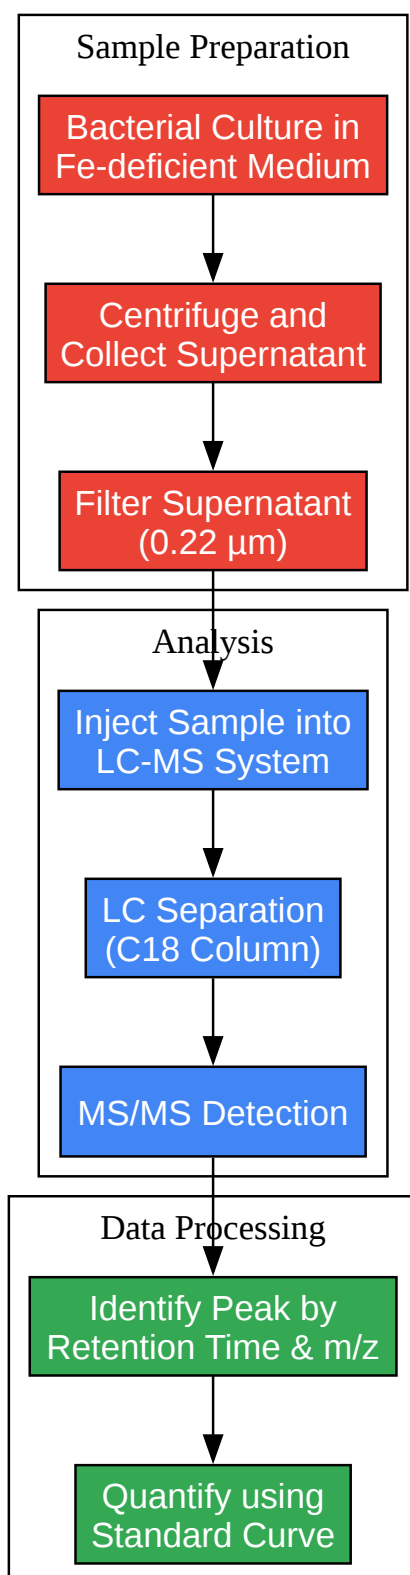 Sample Preparation
Bacterial Culture in
Fe-deficient Medium
Centrifuge and
Collect Supernatant
Filter Supernatant
(0.22 µm)
Analysis
Inject Sample into
LC-MS System
LC Separation
(C18 Column)
MS/MS Detection
Data Processing
Identify Peak by
Retention Time & m/z
Quantify using
Standard Curve